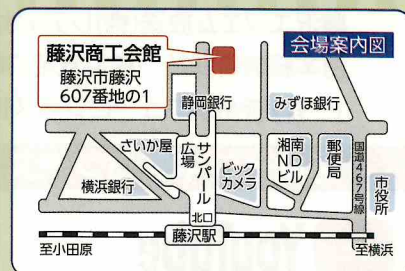 会場案内図
藤沢商工会館
藤沢市藤沢
607番地の1
静岡銀行
みずほ銀行
さいか屋
サンパール
広場
ビック
カメラ
湘南
NDビル
郵便局
国道467号線
市役所
横浜銀行
北口
藤沢駅
至小田原
至横浜